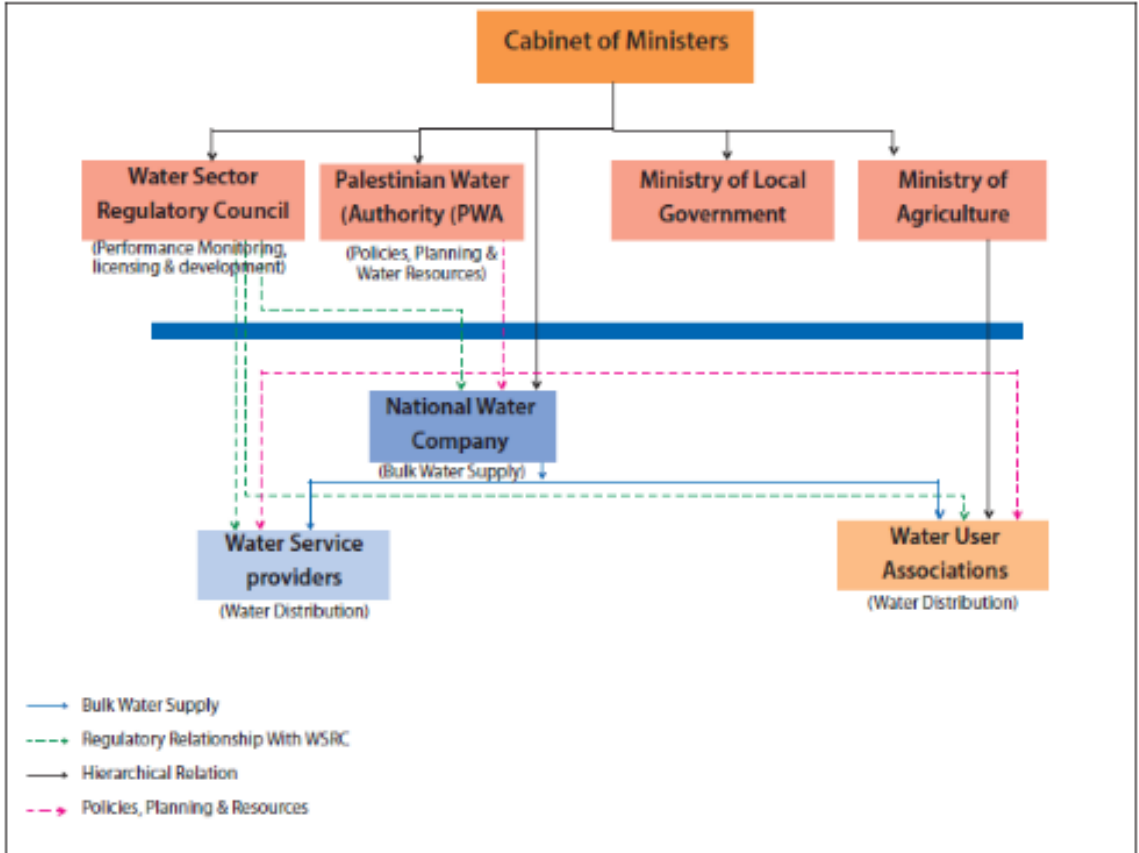 Cabinet of Ministers
Water Sector
Regulatory Council
(Performance Monitoring,
licensing & development)
Palestinian Water
(Authority (PWA
(Policies, Planning &
Water Resources)
Ministry of Local
Government
Ministry of
Agriculture
National Water
Company
(Bulk Water Supply)
Water Service
providers
(Water Distribution)
Water User
Associations
(Water Distribution)
Bulk Water Supply
Regulatory Relationship With WSRC
Hierarchical Relation
Policies, Planning & Resources